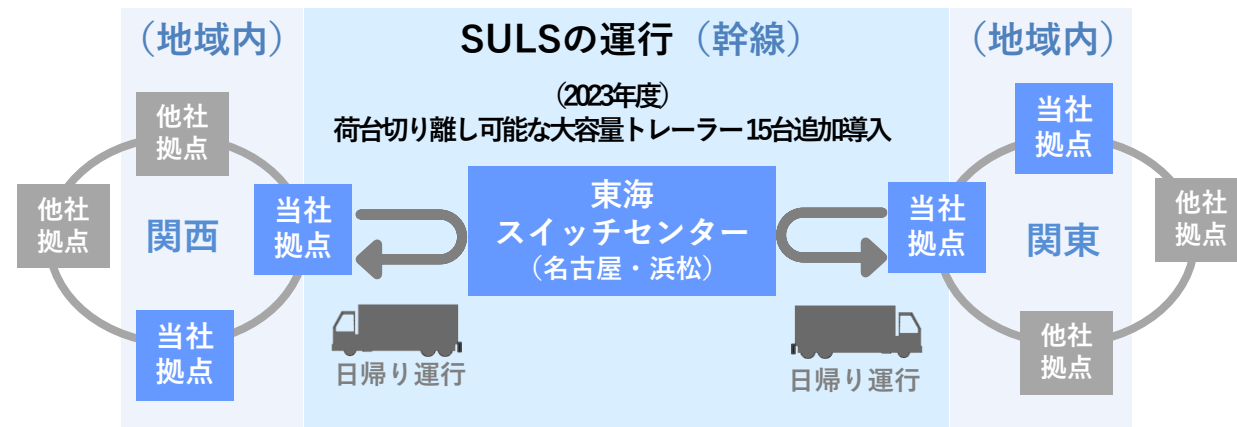 （地域内）
SULSの運行（幹線）
（地域内）
（2023年度）
荷台切り離し可能な大容量トレーラー15台追加導入
他社
拠点
他社
拠点
関西
当社
拠点
当社
拠点
東海
スイッチセンター
（名古屋・浜松）
日帰り運行
日帰り運行
当社
拠点
当社
拠点
関東
他社
拠点
他社
拠点